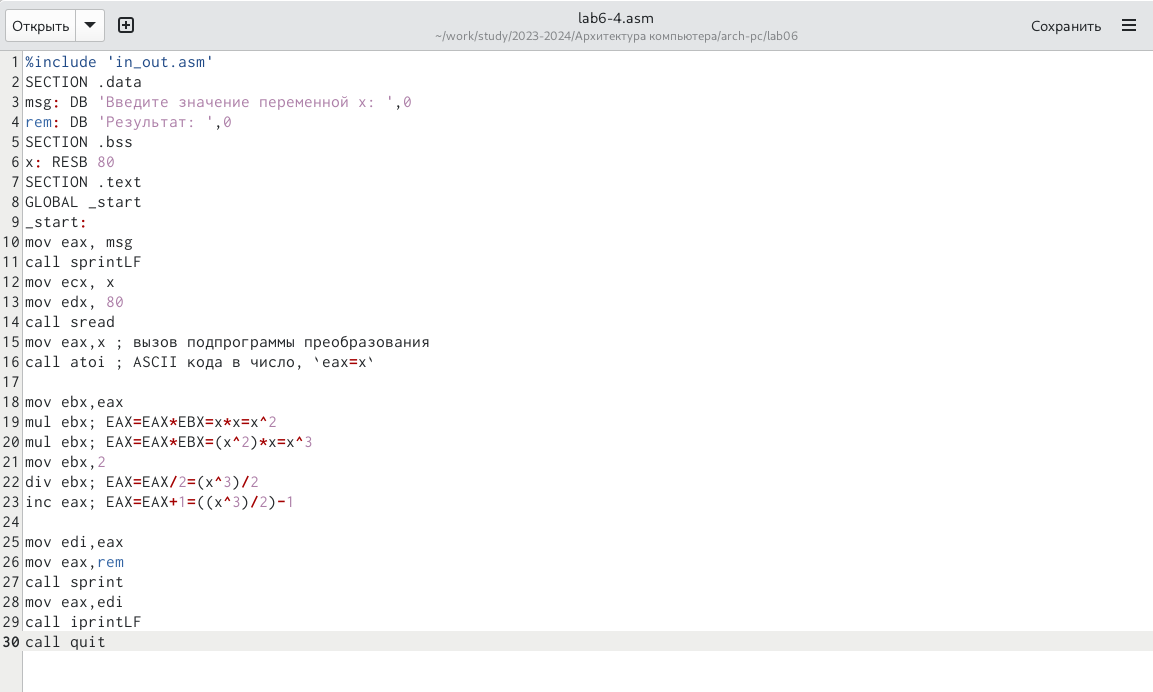 Открыть
lab6-4.asm
~/work/study/2023-2024/Архитектура компьютера/arch-pc/lab06
Сохранить
1 %include 'in_out.asm'
2 SECTION .data
3 msg: DB 'Введите значение переменной x: ',0
4 rem: DB 'Результат: ',0
5 SECTION .bss
6 x: RESB 80
7 SECTION .text
8 GLOBAL _start
9 _start:
10 mov eax, msg
11 call sprintLF
12 mov ecx, x
13 mov edx, 80
14 call sread
15 mov eax,x ; вызов подпрограммы преобразования
16 call atoi ; ASCII кода в число, `eax=x`
17
18 mov ebx,eax
19 mul ebx; EAX=EAX*EBX=x*x=x^2
20 mul ebx; EAX=EAX*EBX=(x^2)*x=x^3
21 mov ebx,2
22 div ebx; EAX=EAX/2=(x^3)/2
23 inc eax; EAX=EAX+1=((x^3)/2)-1
24
25 mov edi,eax
26 mov eax,rem
27 call sprint
28 mov eax,edi
29 call iprintLF
30 call quit